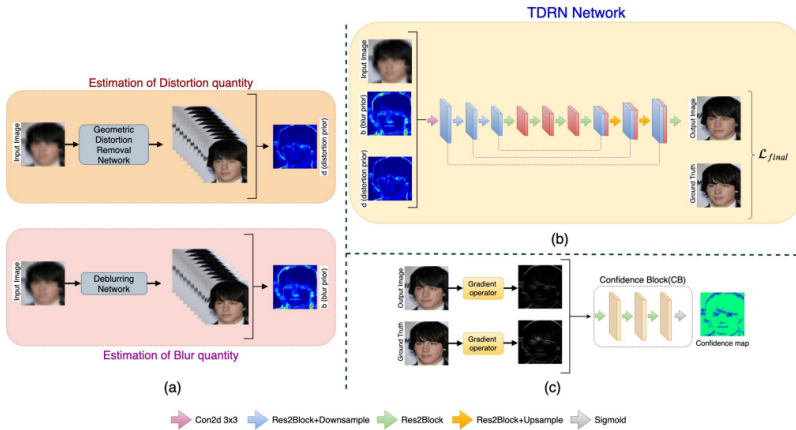 Estimation of Distortion quantity
Input Image
Geometric
Distortion
Removal
Network
d (distortion prior)
Input Image
Deblurring
Network
b (blur prior)
Estimation of Blur quantity
(a)
TDRN Network
Input Image
b (blur prior)
d (distortion prior)
Output Image
Ground Truth
ℒfinal
(b)
Output Image
Gradient
operator
Ground Truth
Gradient
operator
Confidence Block(CB)
Confidence map
(c)
Con2d 3x3
Res2Block+Downsample
Res2Block
Res2Block+Upsample
Sigmoid